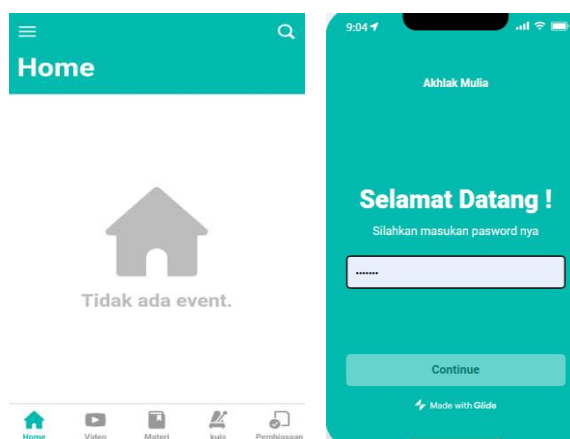 Home
Tidak ada event.
Home Video Materi kuis Pembiasaan
9:04
Akhlak Mulia
Selamat Datang !
Silahkan masukan pasword nya
Continue
Made with Glide